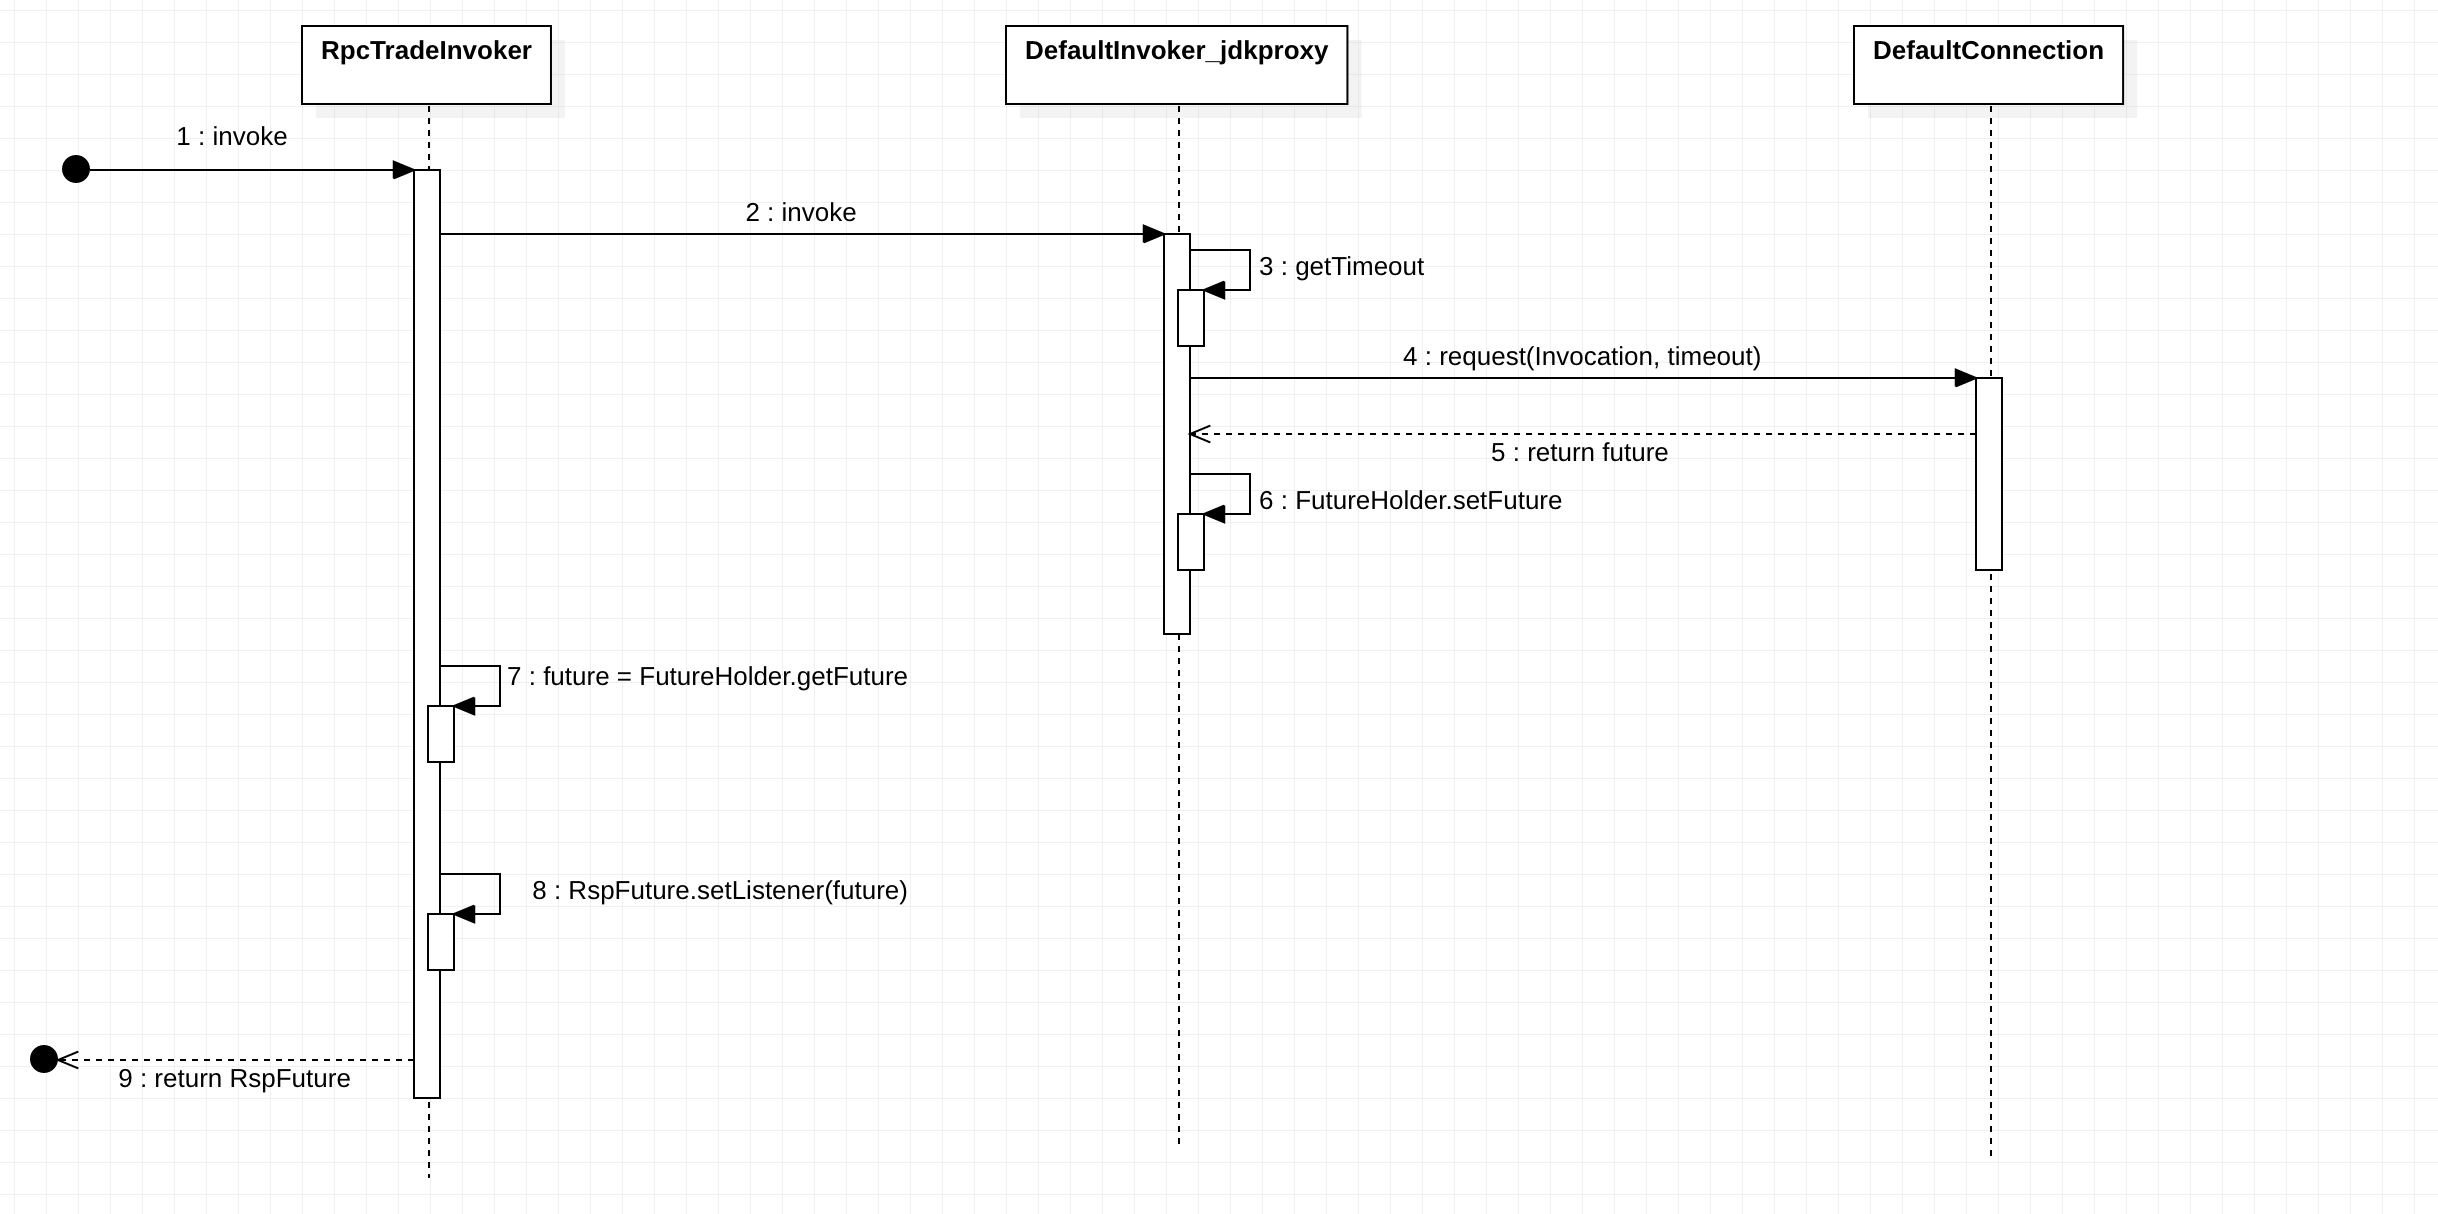 RpcTradeInvoker
DefaultInvoker_jdkproxy
DefaultConnection
1 : invoke
2 : invoke
3 : getTimeout
4 : request(Invocation, timeout)
5 : return future
6 : FutureHolder.setFuture
7 : future = FutureHolder.getFuture
8 : RspFuture.setListener(future)
9 : return RspFuture